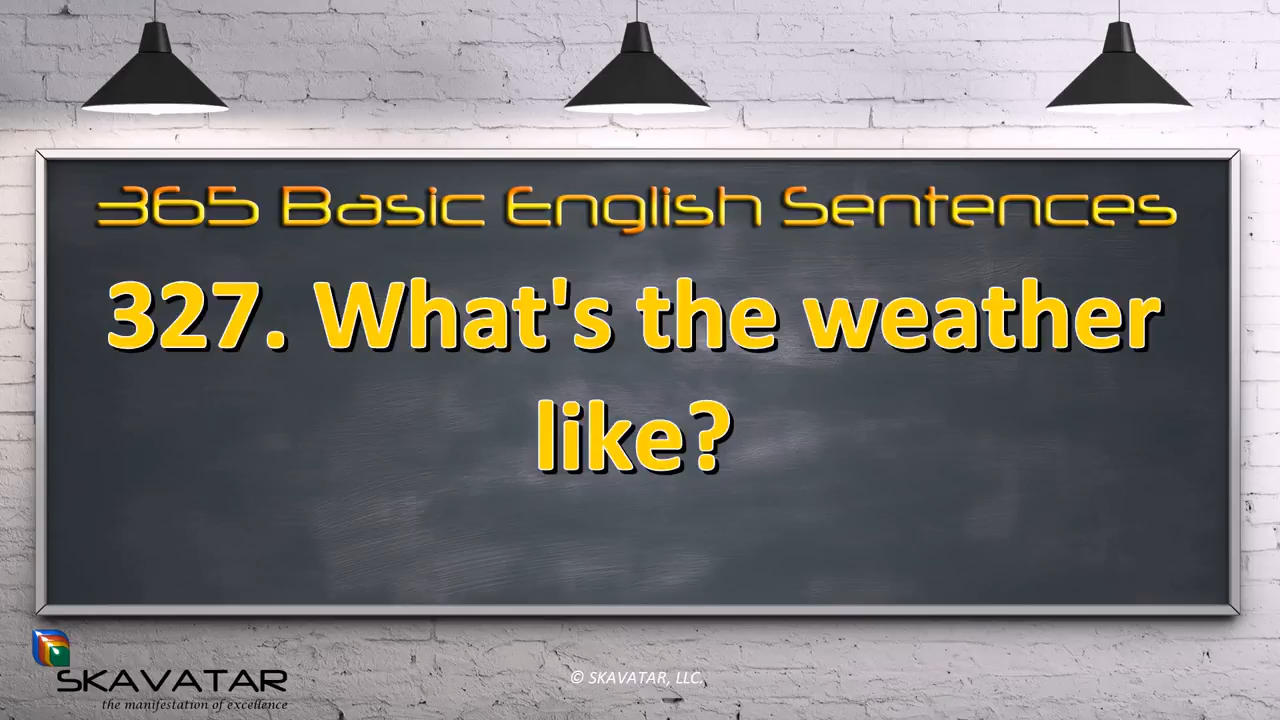 365 Basic English Sentences
327. What's the weather
like?
SKAVATAR
the manifestation of excellence
© SKAVATAR, LLC.